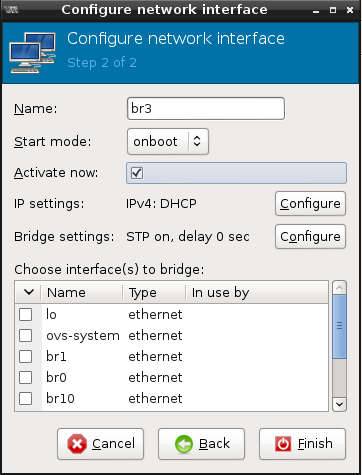 Configure network interface
Configure network interface
Step 2 of 2
Name: br3
Start mode: onboot
Activate now:
IP settings: IPv4: DHCP Configure
Bridge settings: STP on, delay 0 sec Configure
Choose interface(s) to bridge:
Name Type In use by
lo ethernet
ovs-system ethernet
br1 ethernet
br0 ethernet
br10 ethernet
Cancel Back Finish